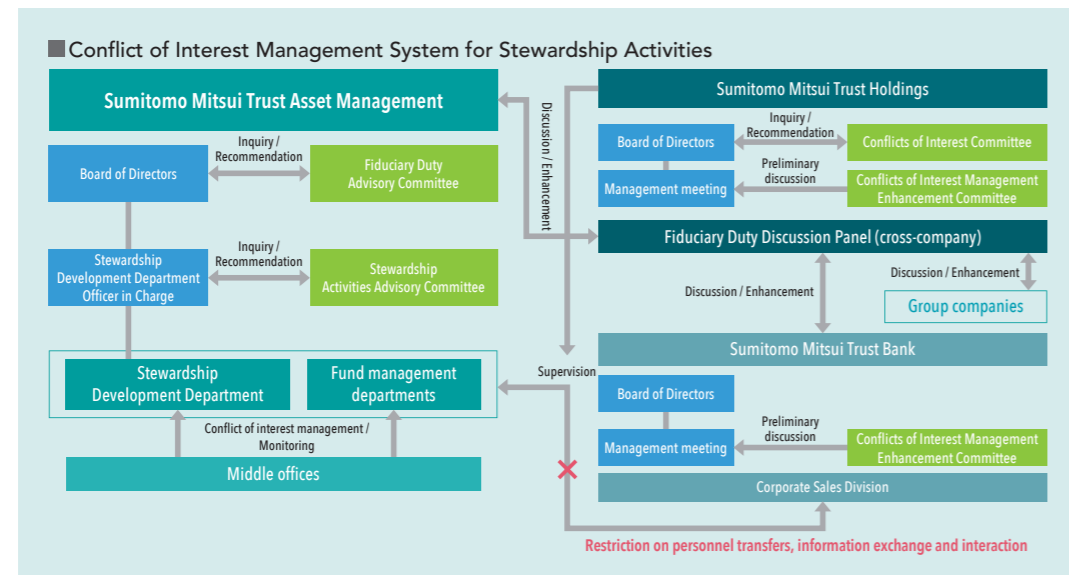 Conflict of Interest Management System for Stewardship Activities
Sumitomo Mitsui Trust Asset Management
Board of Directors
Inquiry /
Recommendation
Fiduciary Duty
Advisory Committee
Stewardship
Development Department
Officer in Charge
Inquiry /
Recommendation
Stewardship
Activities Advisory Committee
Stewardship
Development Department
Fund management
departments
Conflict of interest management /
Monitoring
Middle offices
Discussion / Enhancement
Supervision
Sumitomo Mitsui Trust Holdings
Board of Directors
Inquiry /
Recommendation
Conflicts of Interest Committee
Management meeting
Preliminary
discussion
Conflicts of Interest Management
Enhancement Committee
Fiduciary Duty Discussion Panel (cross-company)
Discussion / Enhancement
Discussion / Enhancement
Group companies
Sumitomo Mitsui Trust Bank
Board of Directors
Management meeting
Preliminary
discussion
Conflicts of Interest Management
Enhancement Committee
Corporate Sales Division
Restriction on personnel transfers, information exchange and interaction